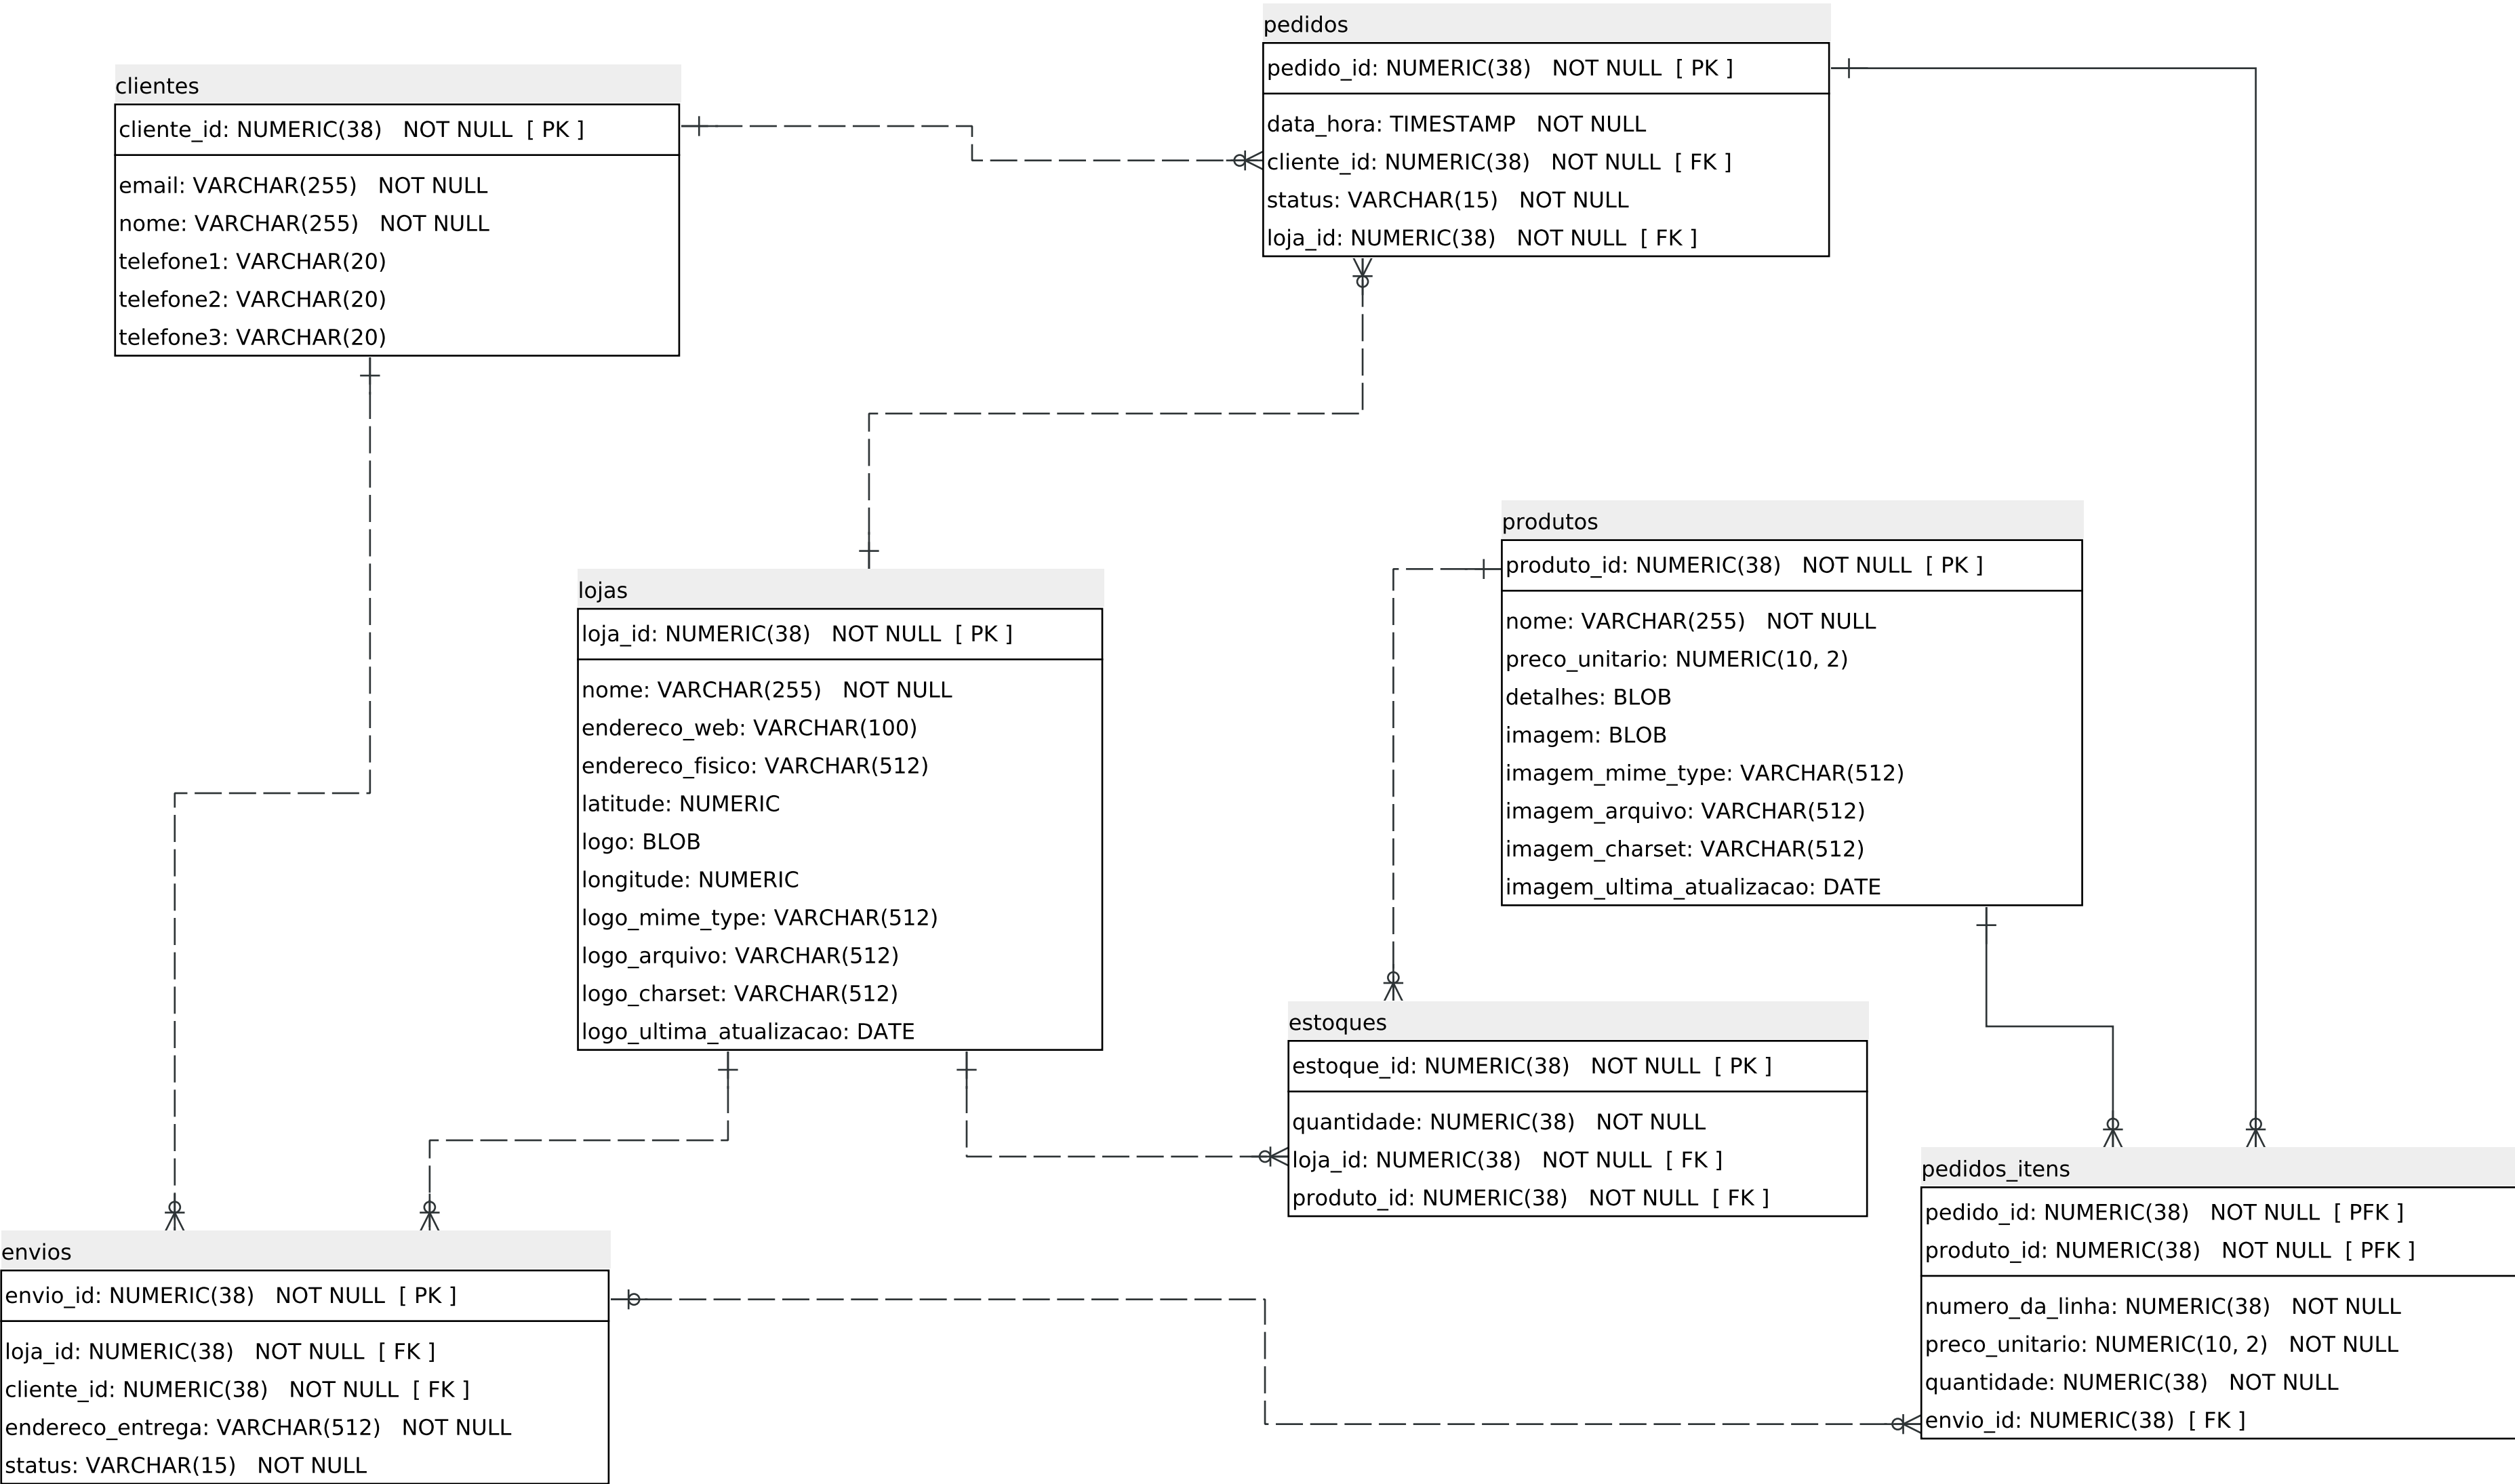 pedidos
pedido_id: NUMERIC(38) NOT NULL [ PK ]
data_hora: TIMESTAMP NOT NULL
cliente_id: NUMERIC(38) NOT NULL [ FK ]
status: VARCHAR(15) NOT NULL
loja_id: NUMERIC(38) NOT NULL [ FK ]
clientes
cliente_id: NUMERIC(38) NOT NULL [ PK ]
email: VARCHAR(255) NOT NULL
nome: VARCHAR(255) NOT NULL
telefone1: VARCHAR(20)
telefone2: VARCHAR(20)
telefone3: VARCHAR(20)
produtos
produto_id: NUMERIC(38) NOT NULL [ PK ]
nome: VARCHAR(255) NOT NULL
preco_unitario: NUMERIC(10, 2)
detalhes: BLOB
imagem: BLOB
imagem_mime_type: VARCHAR(512)
imagem_arquivo: VARCHAR(512)
imagem_charset: VARCHAR(512)
imagem_ultima_atualizacao: DATE
lojas
loja_id: NUMERIC(38) NOT NULL [ PK ]
nome: VARCHAR(255) NOT NULL
endereco_web: VARCHAR(100)
endereco_fisico: VARCHAR(512)
latitude: NUMERIC
logo: BLOB
longitude: NUMERIC
logo_mime_type: VARCHAR(512)
logo_arquivo: VARCHAR(512)
logo_charset: VARCHAR(512)
logo_ultima_atualizacao: DATE
estoques
estoque_id: NUMERIC(38) NOT NULL [ PK ]
quantidade: NUMERIC(38) NOT NULL
loja_id: NUMERIC(38) NOT NULL [ FK ]
produto_id: NUMERIC(38) NOT NULL [ FK ]
pedidos_itens
pedido_id: NUMERIC(38) NOT NULL [ PFK ]
produto_id: NUMERIC(38) NOT NULL [ PFK ]
numero_da_linha: NUMERIC(38) NOT NULL
preco_unitario: NUMERIC(10, 2) NOT NULL
quantidade: NUMERIC(38) NOT NULL
envio_id: NUMERIC(38) [ FK ]
envios
envio_id: NUMERIC(38) NOT NULL [ PK ]
loja_id: NUMERIC(38) NOT NULL [ FK ]
cliente_id: NUMERIC(38) NOT NULL [ FK ]
endereco_entrega: VARCHAR(512) NOT NULL
status: VARCHAR(15) NOT NULL